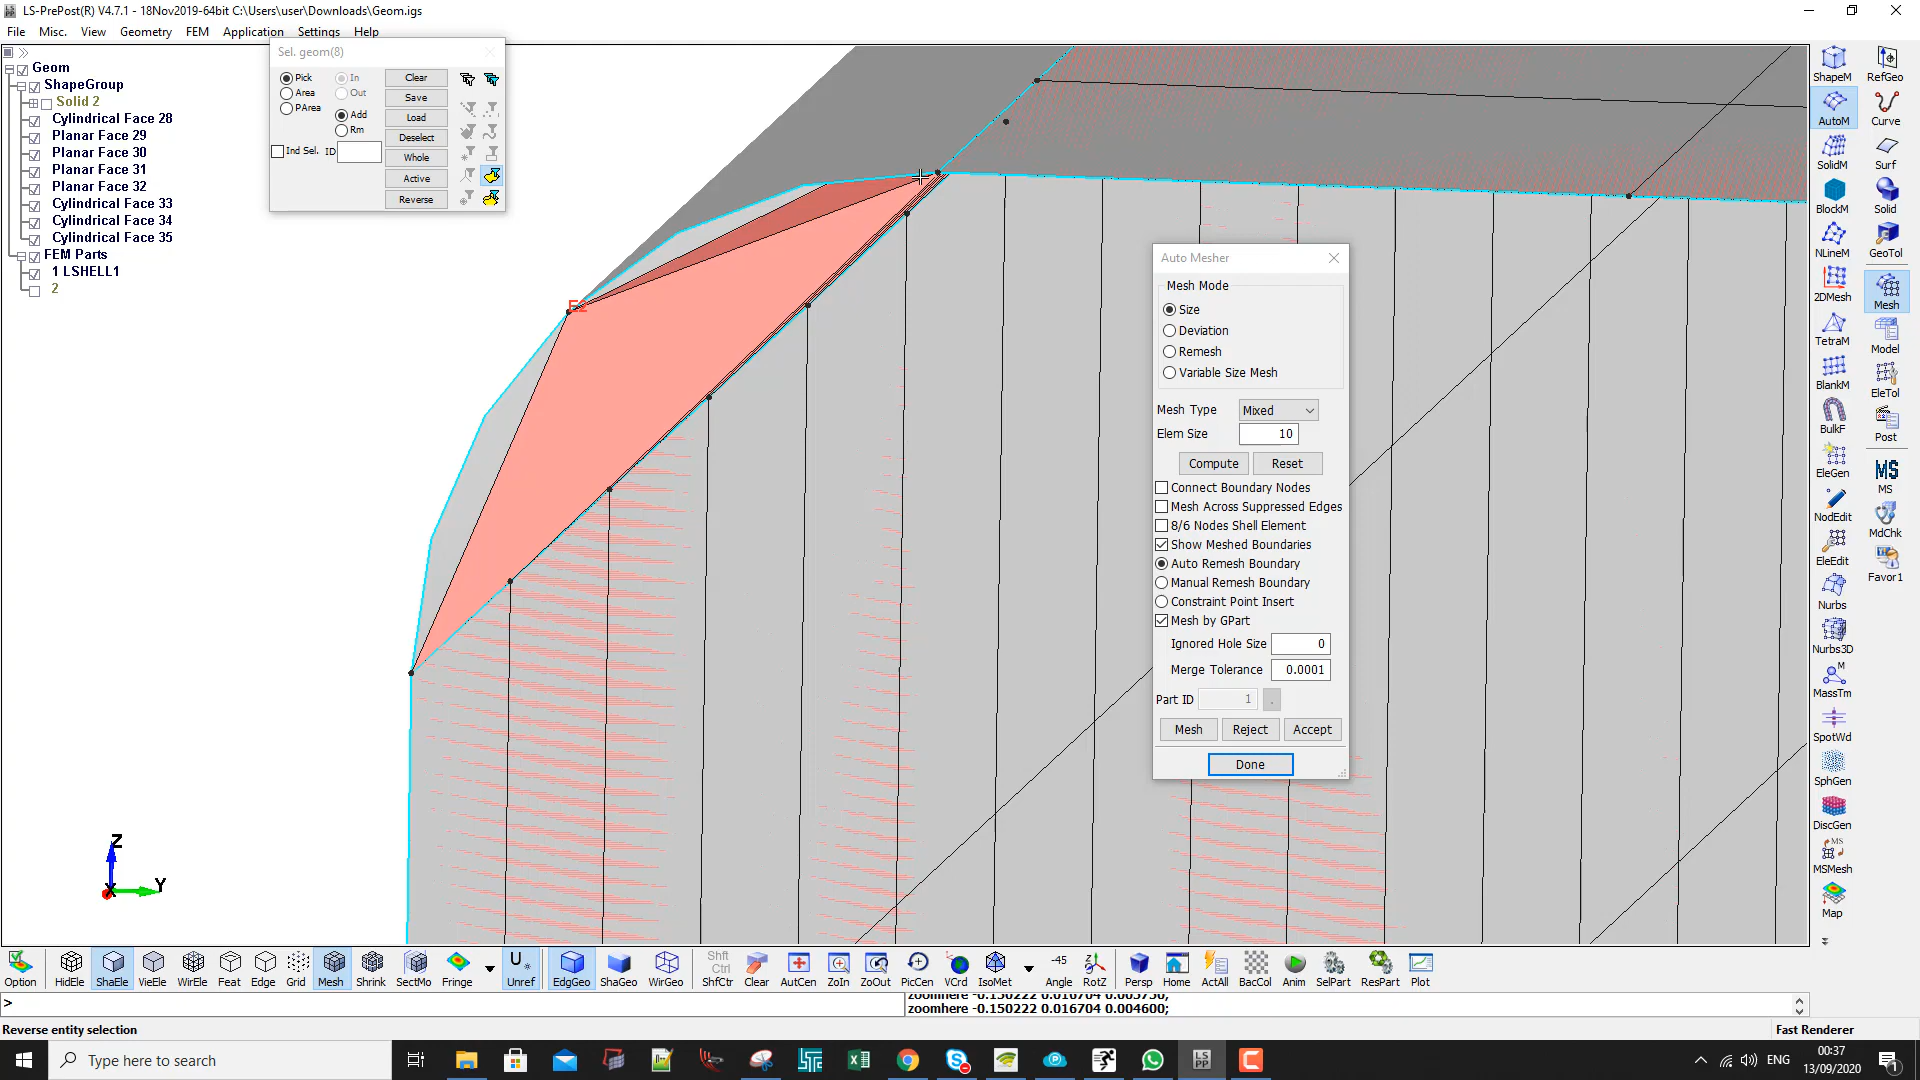 LS-PrePost(R) V4.7.1 - 18Nov2019-64bit C:\Users\user\Downloads\Geom.igs
File Misc. View Geometry FEM Application Settings Help
Sel. geom(8)
Pick
Area
PArea
In
Out
Add
Rm
Clear
Save
Load
Deselect
Whole
Active
Reverse
Ind Sel. ID
Geom
ShapeGroup
Solid 2
Cylindrical Face 28
Planar Face 29
Planar Face 30
Planar Face 31
Planar Face 32
Cylindrical Face 33
Cylindrical Face 34
Cylindrical Face 35
FEM Parts
1 LSHELL1
2
Auto Mesher
Mesh Mode
Size
Deviation
Remesh
Variable Size Mesh
Mesh Type Mixed
Elem Size 10
Compute Reset
Connect Boundary Nodes
Mesh Across Suppressed Edges
8/6 Nodes Shell Element
Show Meshed Boundaries
Auto Remesh Boundary
Manual Remesh Boundary
Constraint Point Insert
Mesh by GPart
Ignored Hole Size 0
Merge Tolerance 0.0001
Part ID 1 .
Mesh Reject Accept
Done
ShapeM RefGeo
AutoM Curve
SolidM Surf
BlockM Solid
NLineM GeoTol
2DMesh Mesh
TetraM Model
BlankM EleTol
BulkF Post
EleGen MS
NodEdit MdChk
EleEdit Favor1
Nurbs
Nurbs3D
MassTm
SpotWd
SphGen
DiscGen
MSMesh
Map
Z
Y
X
Option HidEle ShaEle VieEle WirEle Feat Edge Grid Mesh Shrink SectMo Fringe Unref EdgGeo ShaGeo WirGeo Shft Ctrl ShfCtr Clear AutCen ZoIn ZoOut PicCen VCrd IsoMet -45 Angle RotZ Persp Home ActAll BacCol Anim SelPart ResPart Plot
>
zoomhere -0.150222 0.016704 0.004600;
Reverse entity selection
Fast Renderer
Type here to search
ENG
00:37
13/09/2020